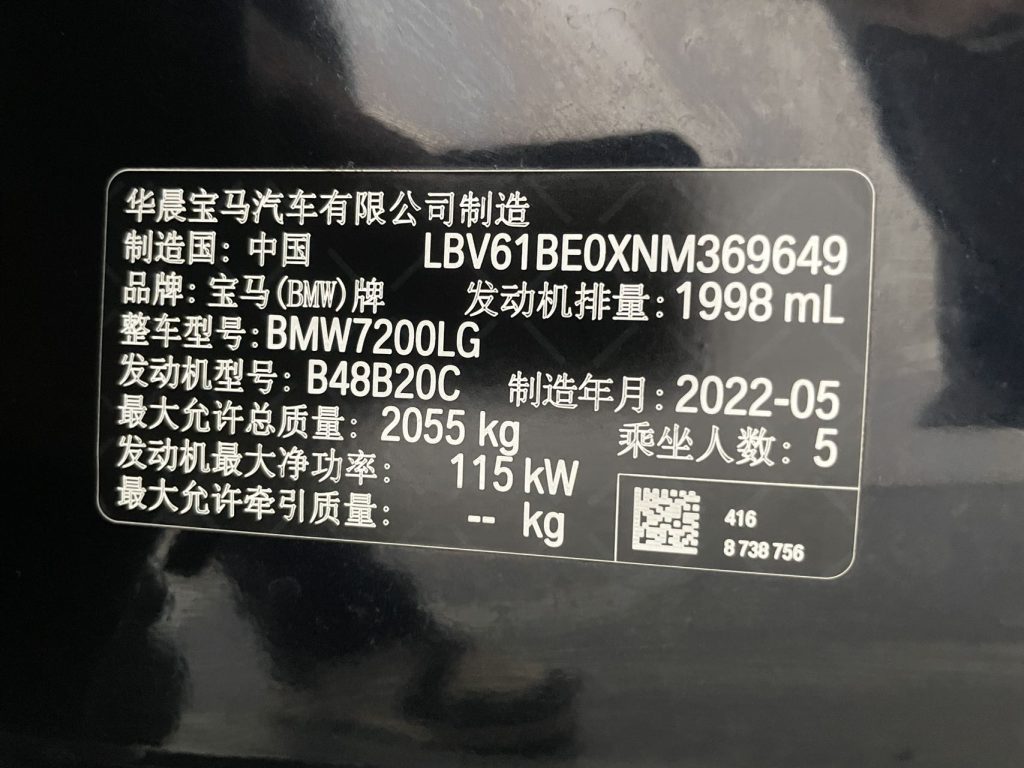 华晨宝马汽车有限公司制造
制造国：中国 LBV61BE0XNM369649
品牌：宝马(BMW)牌 发动机排量：1998 mL
整车型号：BMW7200LG
发动机型号：B48B20C 制造年月：2022-05
最大允许总质量：2055 kg 乘坐人数：5
发动机最大净功率：115 kW
最大允许牵引质量：-- kg
416
8 738 756